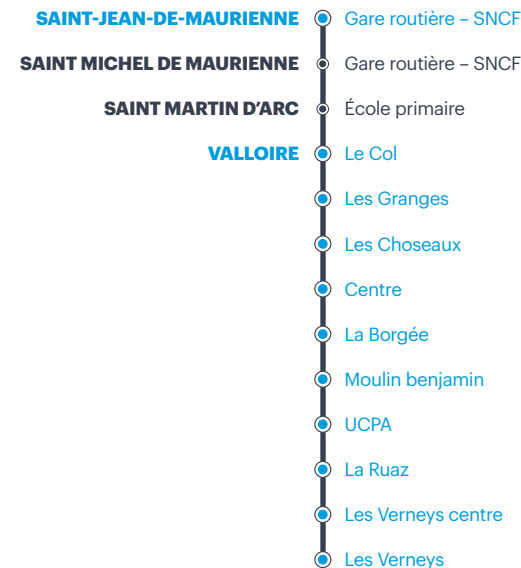 SAINT-JEAN-DE-MAURIENNE Gare routière – SNCF
SAINT MICHEL DE MAURIENNE Gare routière – SNCF
SAINT MARTIN D'ARC École primaire
VALLOIRE Le Col
Les Granges
Les Choseaux
Centre
La Borgée
Moulin benjamin
UCPA
La Ruaz
Les Verneys centre
Les Verneys